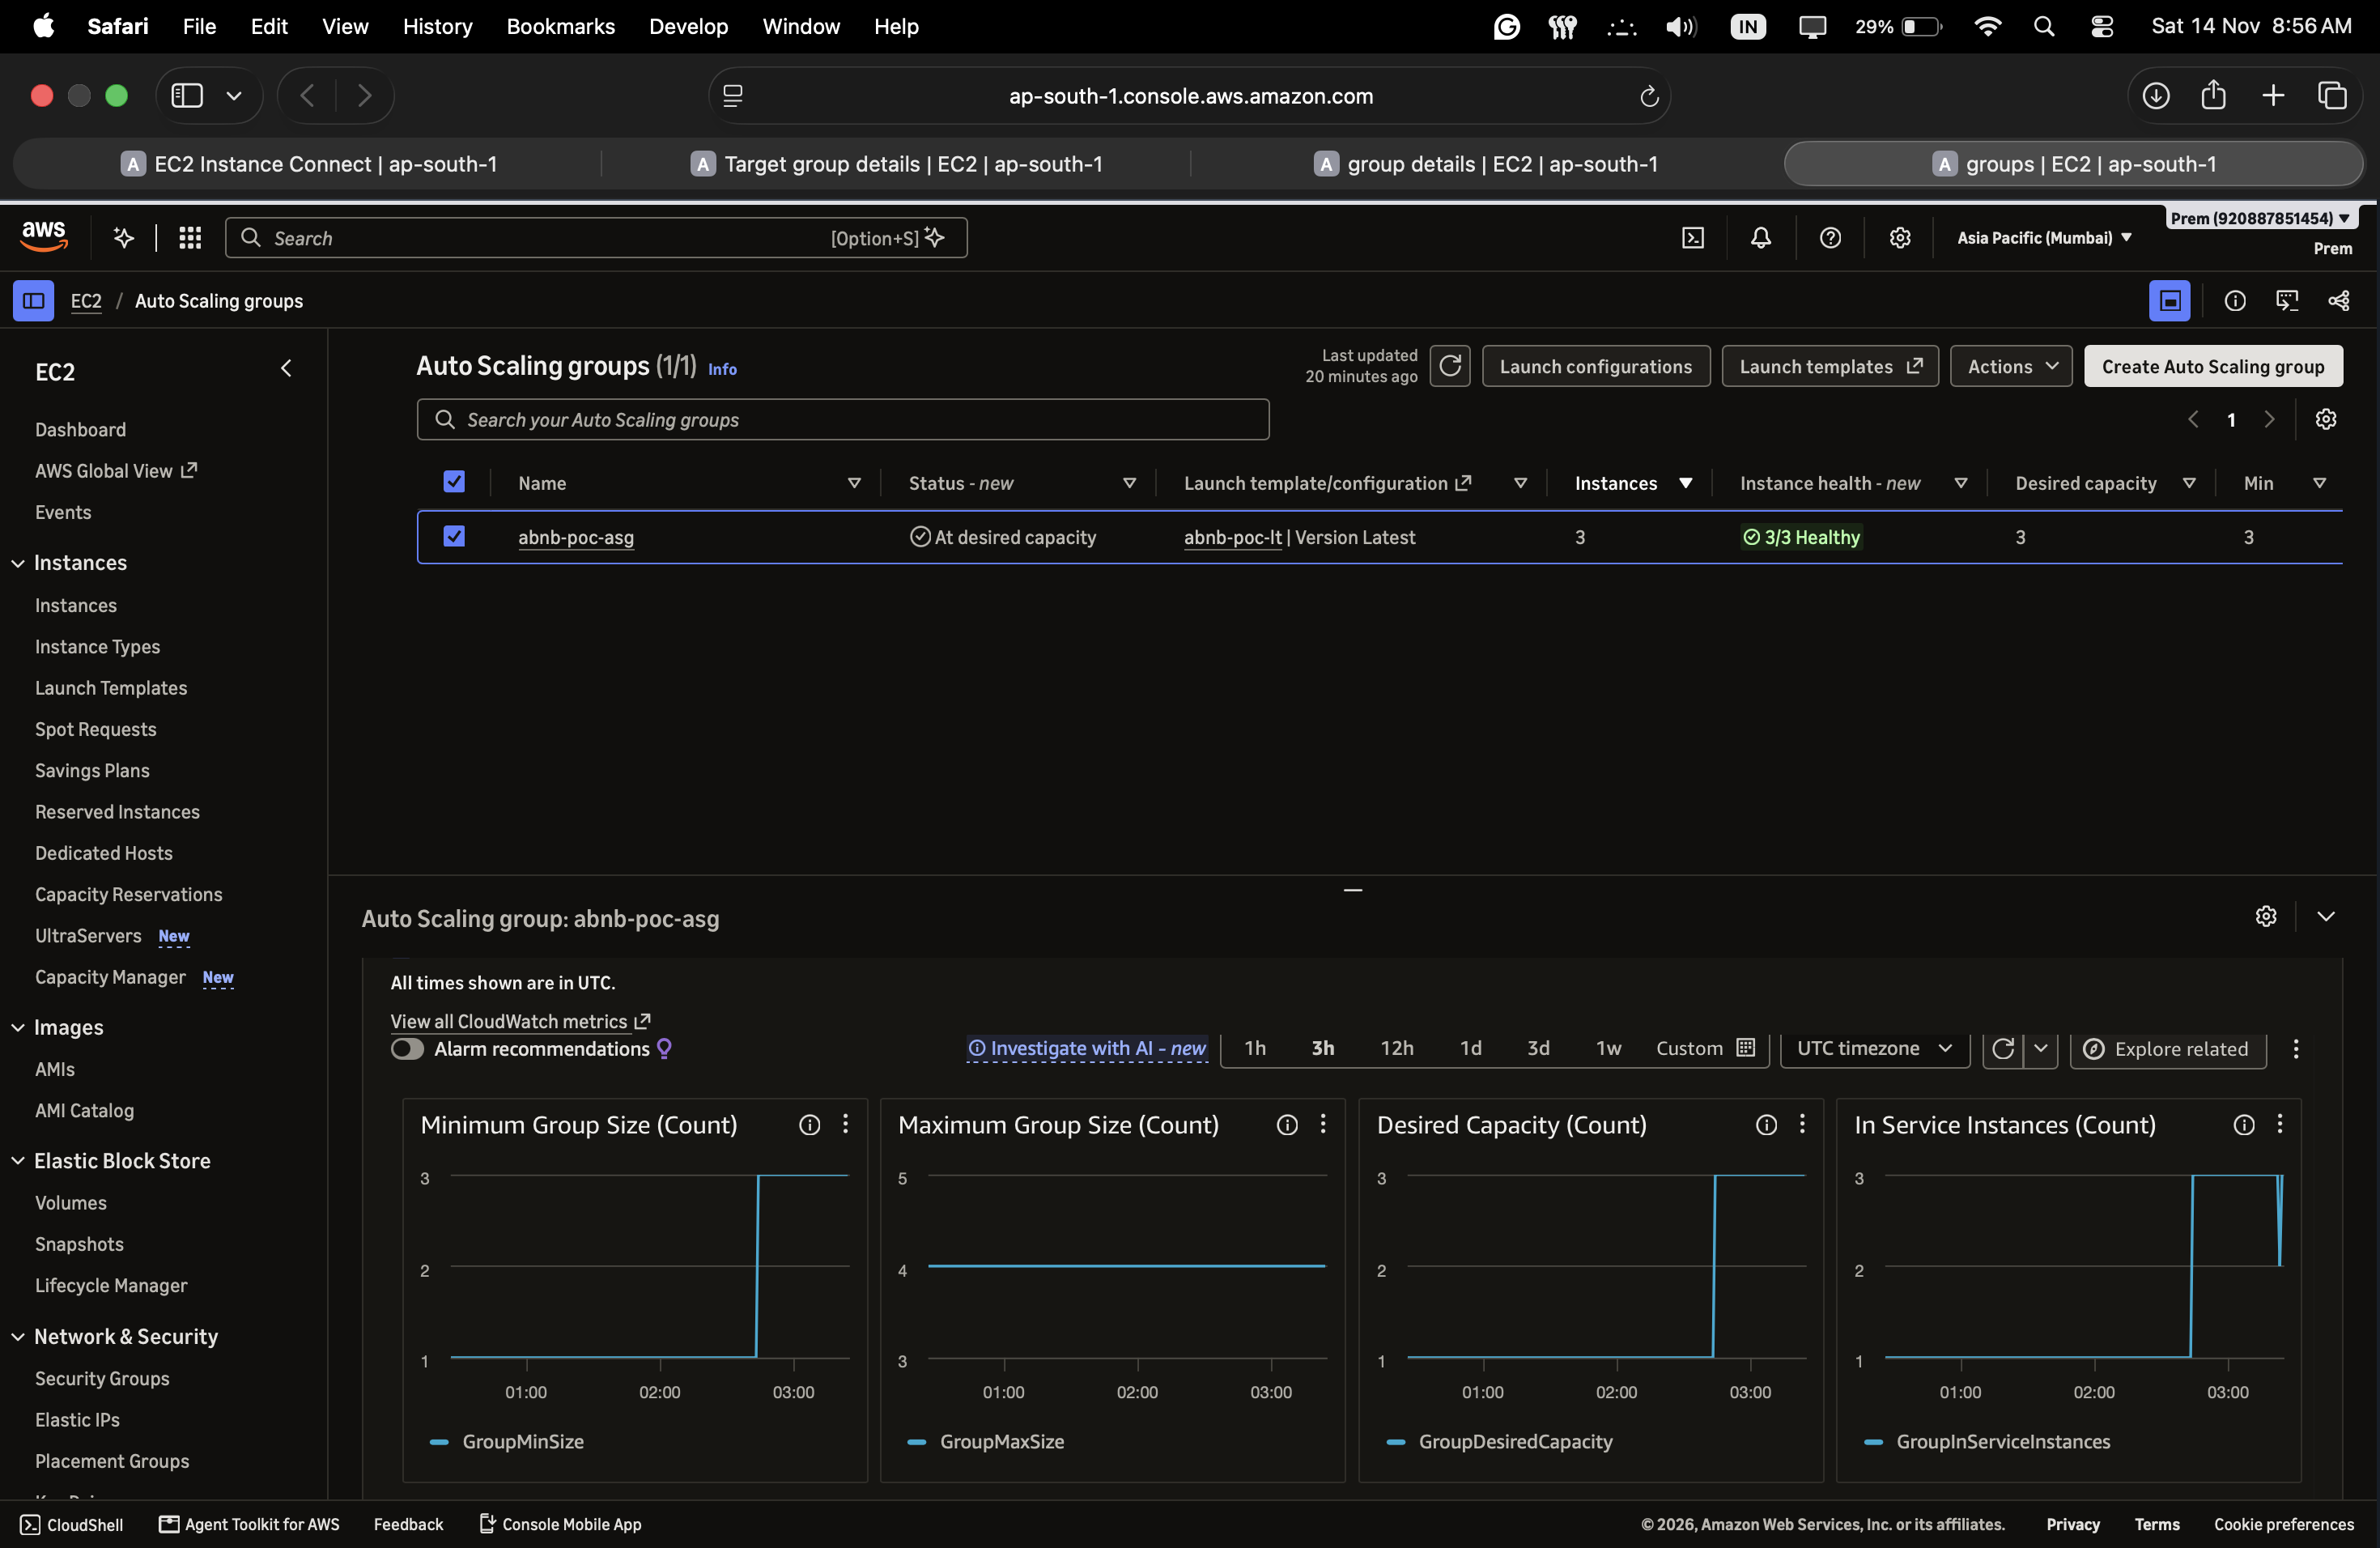 Safari File Edit View History Bookmarks Develop Window Help IN 29% Sat 14 Nov 8:56 AM
ap-south-1.console.aws.amazon.com
A EC2 Instance Connect | ap-south-1 A Target group details | EC2 | ap-south-1 A group details | EC2 | ap-south-1 A groups | EC2 | ap-south-1
aws Search [Option+S] Asia Pacific (Mumbai) Prem (920887851454)
Prem
EC2 / Auto Scaling groups
EC2
Dashboard
AWS Global View
Events
Instances
Instances
Instance Types
Launch Templates
Spot Requests
Savings Plans
Reserved Instances
Dedicated Hosts
Capacity Reservations
UltraServers New
Capacity Manager New
Images
AMIs
AMI Catalog
Elastic Block Store
Volumes
Snapshots
Lifecycle Manager
Network & Security
Security Groups
Elastic IPs
Placement Groups
Auto Scaling groups (1/1) Info
Last updated
20 minutes ago
Launch configurations Launch templates Actions Create Auto Scaling group
Search your Auto Scaling groups
1
Name Status - new Launch template/configuration Instances Instance health - new Desired capacity Min
abnb-poc-asg At desired capacity abnb-poc-lt | Version Latest 3 3/3 Healthy 3 3
Auto Scaling group: abnb-poc-asg
All times shown are in UTC.
View all CloudWatch metrics
Alarm recommendations Investigate with AI - new 1h 3h 12h 1d 3d 1w Custom UTC timezone Explore related
Minimum Group Size (Count)
3
2
1
01:00 02:00 03:00
GroupMinSize
Maximum Group Size (Count)
5
4
3
01:00 02:00 03:00
GroupMaxSize
Desired Capacity (Count)
3
2
1
01:00 02:00 03:00
GroupDesiredCapacity
In Service Instances (Count)
3
2
1
01:00 02:00 03:00
GroupInServiceInstances
CloudShell Agent Toolkit for AWS Feedback Console Mobile App © 2026, Amazon Web Services, Inc. or its affiliates. Privacy Terms Cookie preferences